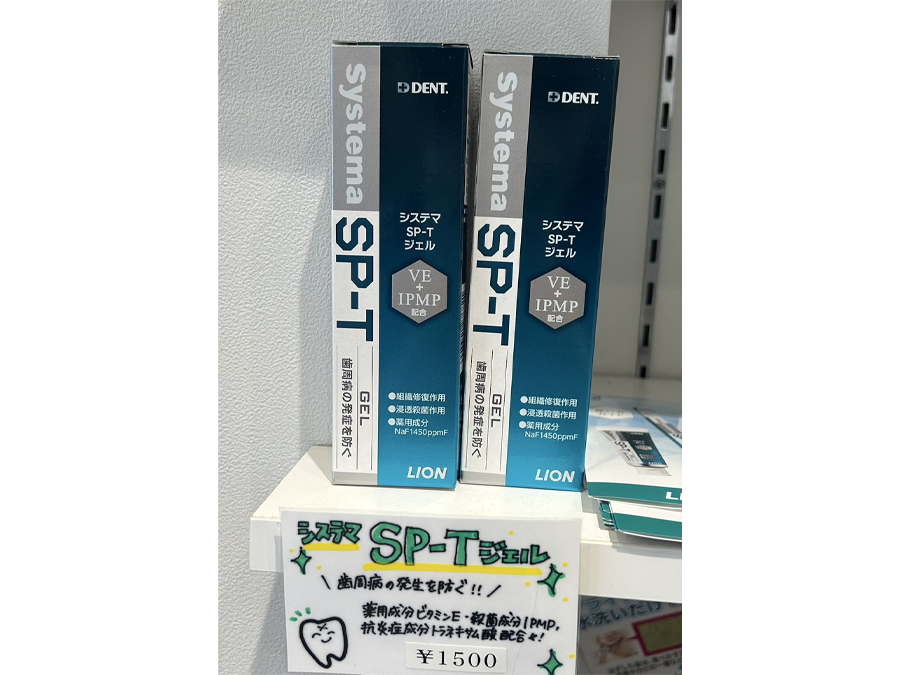 Systema
SP-T
GEL
歯周病の発症を防ぐ
DENT.
システマ
SP-T
ジェル
VE
+
IPMP
配合
●組織修復作用
●浸透殺菌作用
●薬用成分
NaF1450ppmF
LION
Systema
SP-T
GEL
歯周病の発症を防ぐ
DENT.
システマ
SP-T
ジェル
VE
+
IPMP
配合
●組織修復作用
●浸透殺菌作用
●薬用成分
NaF1450ppmF
LION
システマ SP-Tジェル
\ 歯周病の発生を防ぐ!! /
薬用成分ビタミンE・殺菌成分IPMP,
抗炎症成分トラネキサム酸配合々!
¥1500